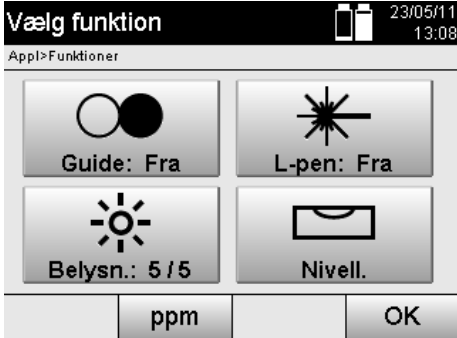 Vælg funktion
23/05/11
13:08
Appl>Funktioner
Guide: Fra
L-pen: Fra
Belysn.: 5/5
Nivell.
ppm
OK